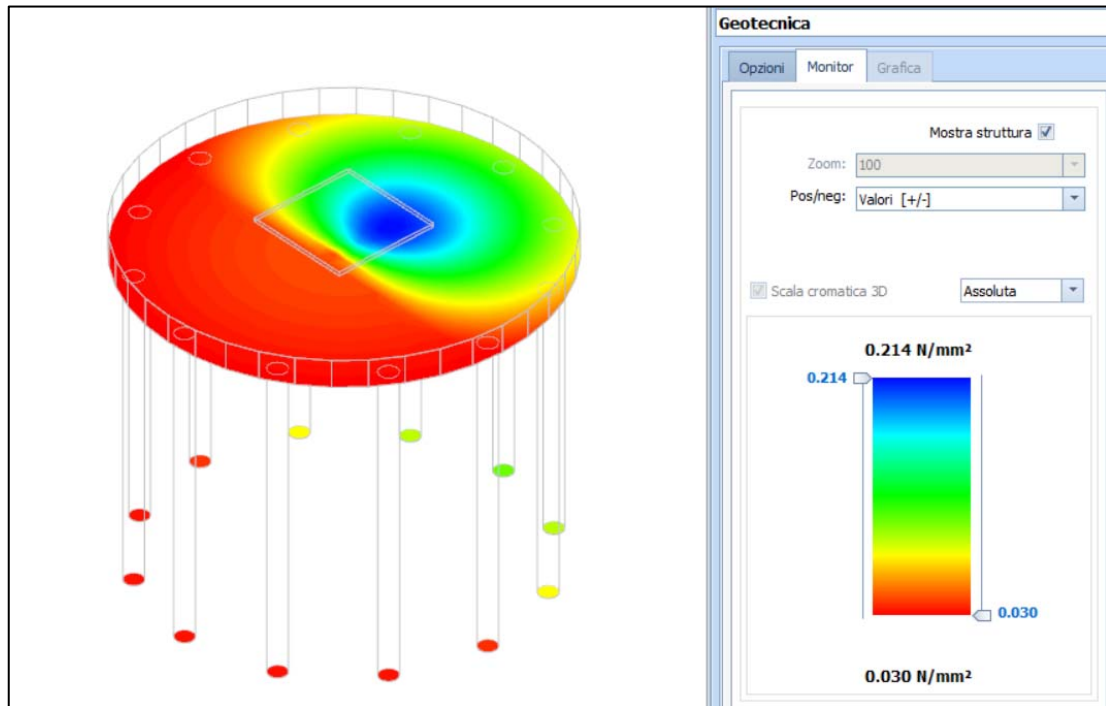 Geotecnica
Opzioni Monitor Grafica
Mostra struttura
Zoom: 100
Pos/neg: Valori [+/-]
Scala cromatica 3D Assoluta
0.214 N/mm²
0.214
0.030
0.030 N/mm²